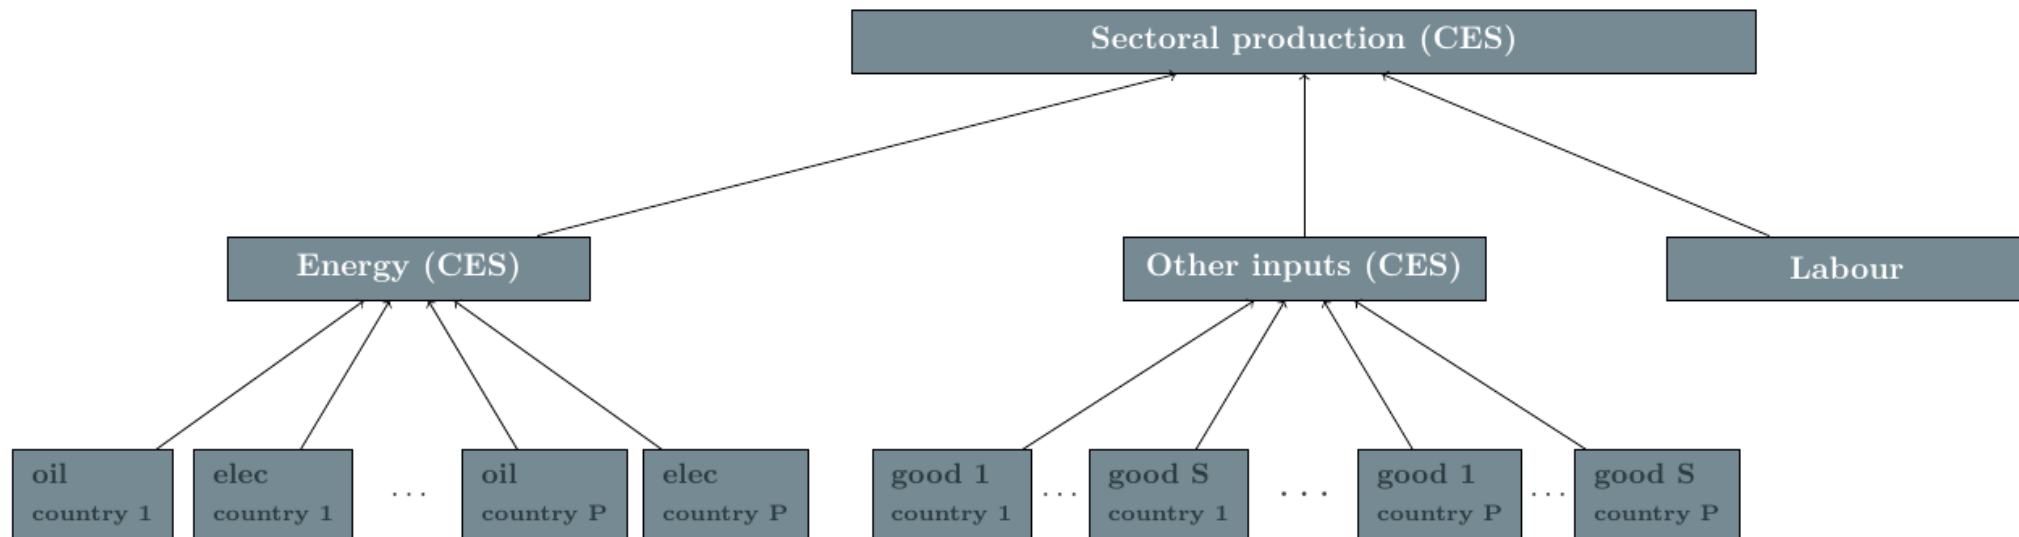 Sectoral production (CES)
Energy (CES)
Other inputs (CES)
Labour
oil
country 1
elec
country 1
...
oil
country P
elec
country P
good 1
country 1
...
good S
country 1
...
good 1
country P
...
good S
country P